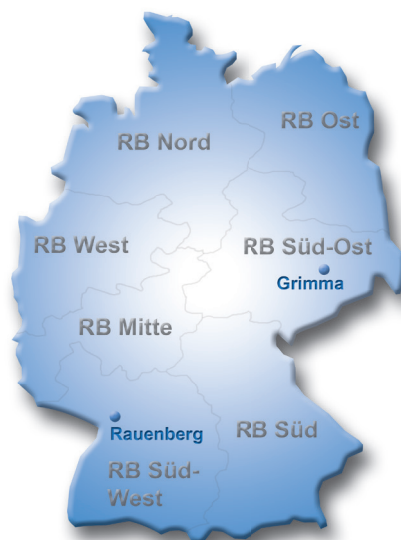 RB Ost
RB Nord
RB West
RB Süd-Ost
Grimma
RB Mitte
Rauenberg
RB Süd
RB Süd-
West